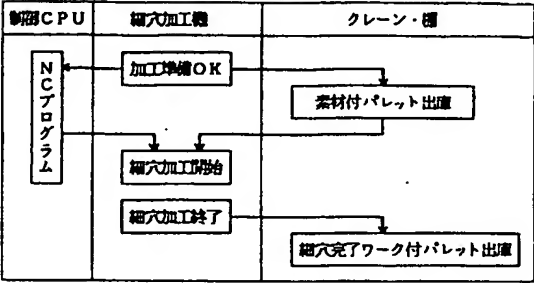 制御CPU
細穴加工機
クレーン・棚
加工準備OK
NCプログラム
素材付パレット出庫
細穴加工開始
細穴加工終了
細穴完了ワーク付パレット出庫